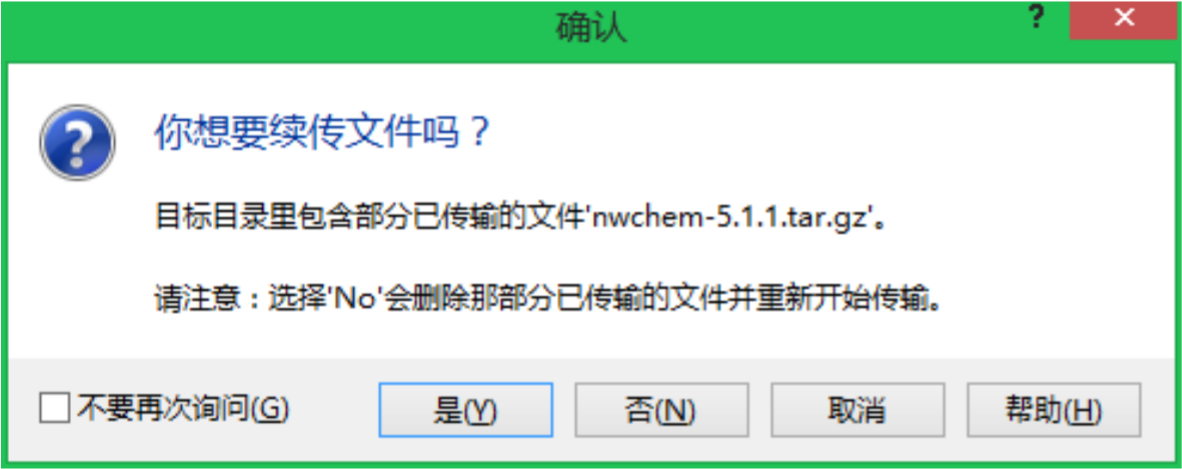 确认
?
你想要续传文件吗？
目标目录里包含部分已传输的文件'nwchem-5.1.1.tar.gz'。
请注意：选择'No'会删除那部分已传输的文件并重新开始传输。
不要再次询问(G) 是(Y) 否(N) 取消 帮助(H)